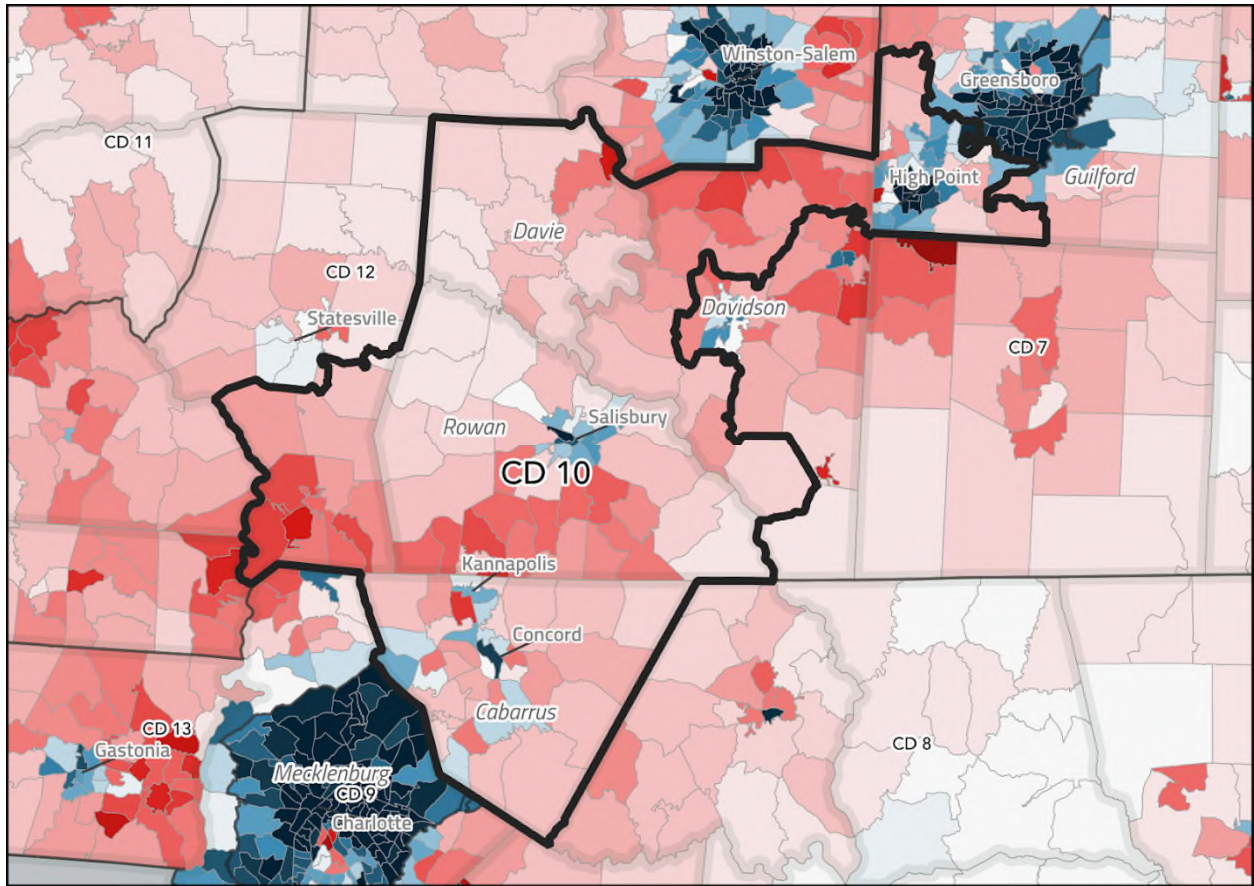 Winston-Salem
Greensboro
CD 11
High Point
Guilford
Davie
CD 12
Statesville
Davidson
CD 7
Rowan
Salisbury
CD 10
Kannapolis
Concord
Cabarrus
CD 13
Gastonia
CD 8
Mecklenburg
CD 9
Charlotte